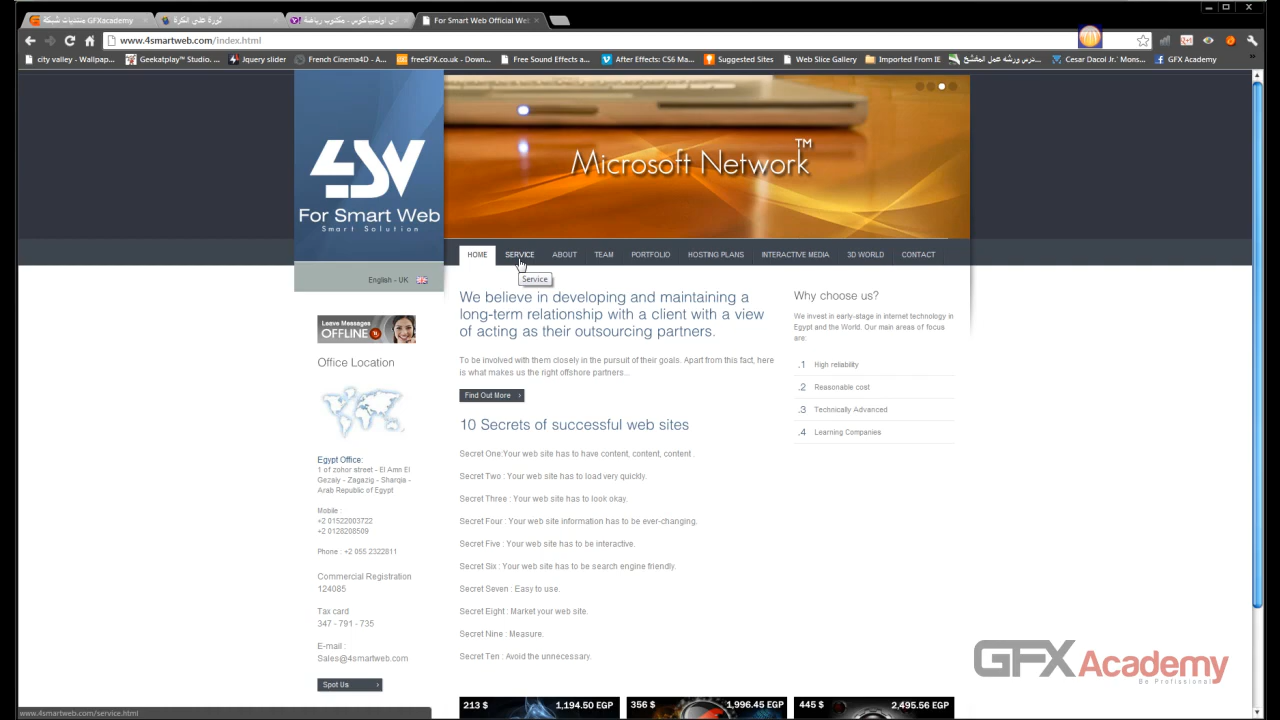 منتديات شبكة GFXacademy
ثورة على الكرة
For Smart Web Official Web
www.4smartweb.com/index.html
city valley - Wallpap...
Geekatplay™ Studio. ...
Jquery slider
French Cinema4D - A...
freeSFX.co.uk - Down...
Free Sound Effects a...
After Effects: CS6 Ma...
Suggested Sites
Web Slice Gallery
Imported From IE
Cesar Dacol Jr.` Mons...
GFX Academy
4SW
For Smart Web
Smart Solution
Microsoft Network™
HOME
SERVICE
ABOUT
TEAM
PORTFOLIO
HOSTING PLANS
INTERACTIVE MEDIA
3D WORLD
CONTACT
Service
English - UK
Leave Messages
OFFLINE
Office Location
Egypt Office:
1 of zohor street - El Amn El
Gezaiy - Zagazig - Sharqia -
Arab Republic of Egypt
Mobile :
+2 01522003722
+2 0128208509
Phone : +2 055 2322811
Commercial Registration
124085
Tax card
347 - 791 - 735
E-mail :
Sales@4smartweb.com
Spot Us
We believe in developing and maintaining a
long-term relationship with a client with a view
of acting as their outsourcing partners.
To be involved with them closely in the pursuit of their goals. Apart from this fact, here
is what makes us the right offshore partners...
Find Out More
10 Secrets of successful web sites
Secret One:Your web site has to have content, content, content .
Secret Two : Your web site has to load very quickly.
Secret Three : Your web site has to look okay.
Secret Four : Your web site information has to be ever-changing.
Secret Five : Your web site has to be interactive.
Secret Six : Your web site has to be search engine friendly.
Secret Seven : Easy to use.
Secret Eight : Market your web site.
Secret Nine : Measure.
Secret Ten : Avoid the unnecessary.
Why choose us?
We invest in early-stage in internet technology in
Egypt and the World. Our main areas of focus
are:
.1 High reliability
.2 Reasonable cost
.3 Technically Advanced
.4 Learning Companies
213 $ 1,194.50 EGP
356 $ 1,996.45 EGP
445 $ 2,495.56 EGP
GFXAcademy
Be Professional
www.4smartweb.com/service.html